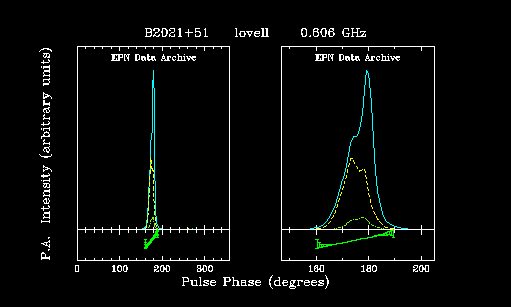 B2021+51 lovell 0.606 GHz
EPN Data Archive EPN Data Archive
P.A. Intensity (arbitrary units)
0 100 200 300 160 180 200
Pulse Phase (degrees)